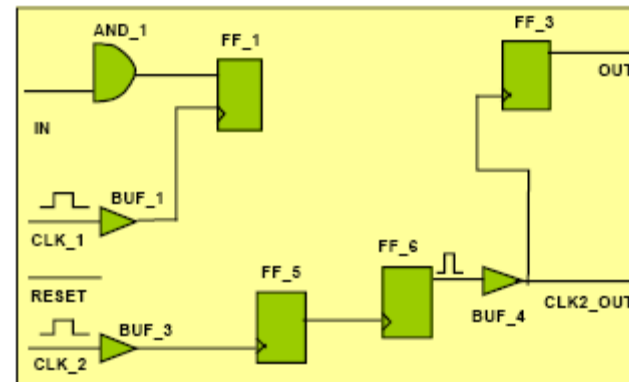 AND_1
FF_1
FF_3
OUT
IN
BUF_1
CLK_1
FF_6
FF_5
RESET
BUF_3
BUF_4
CLK2_OUT
CLK_2